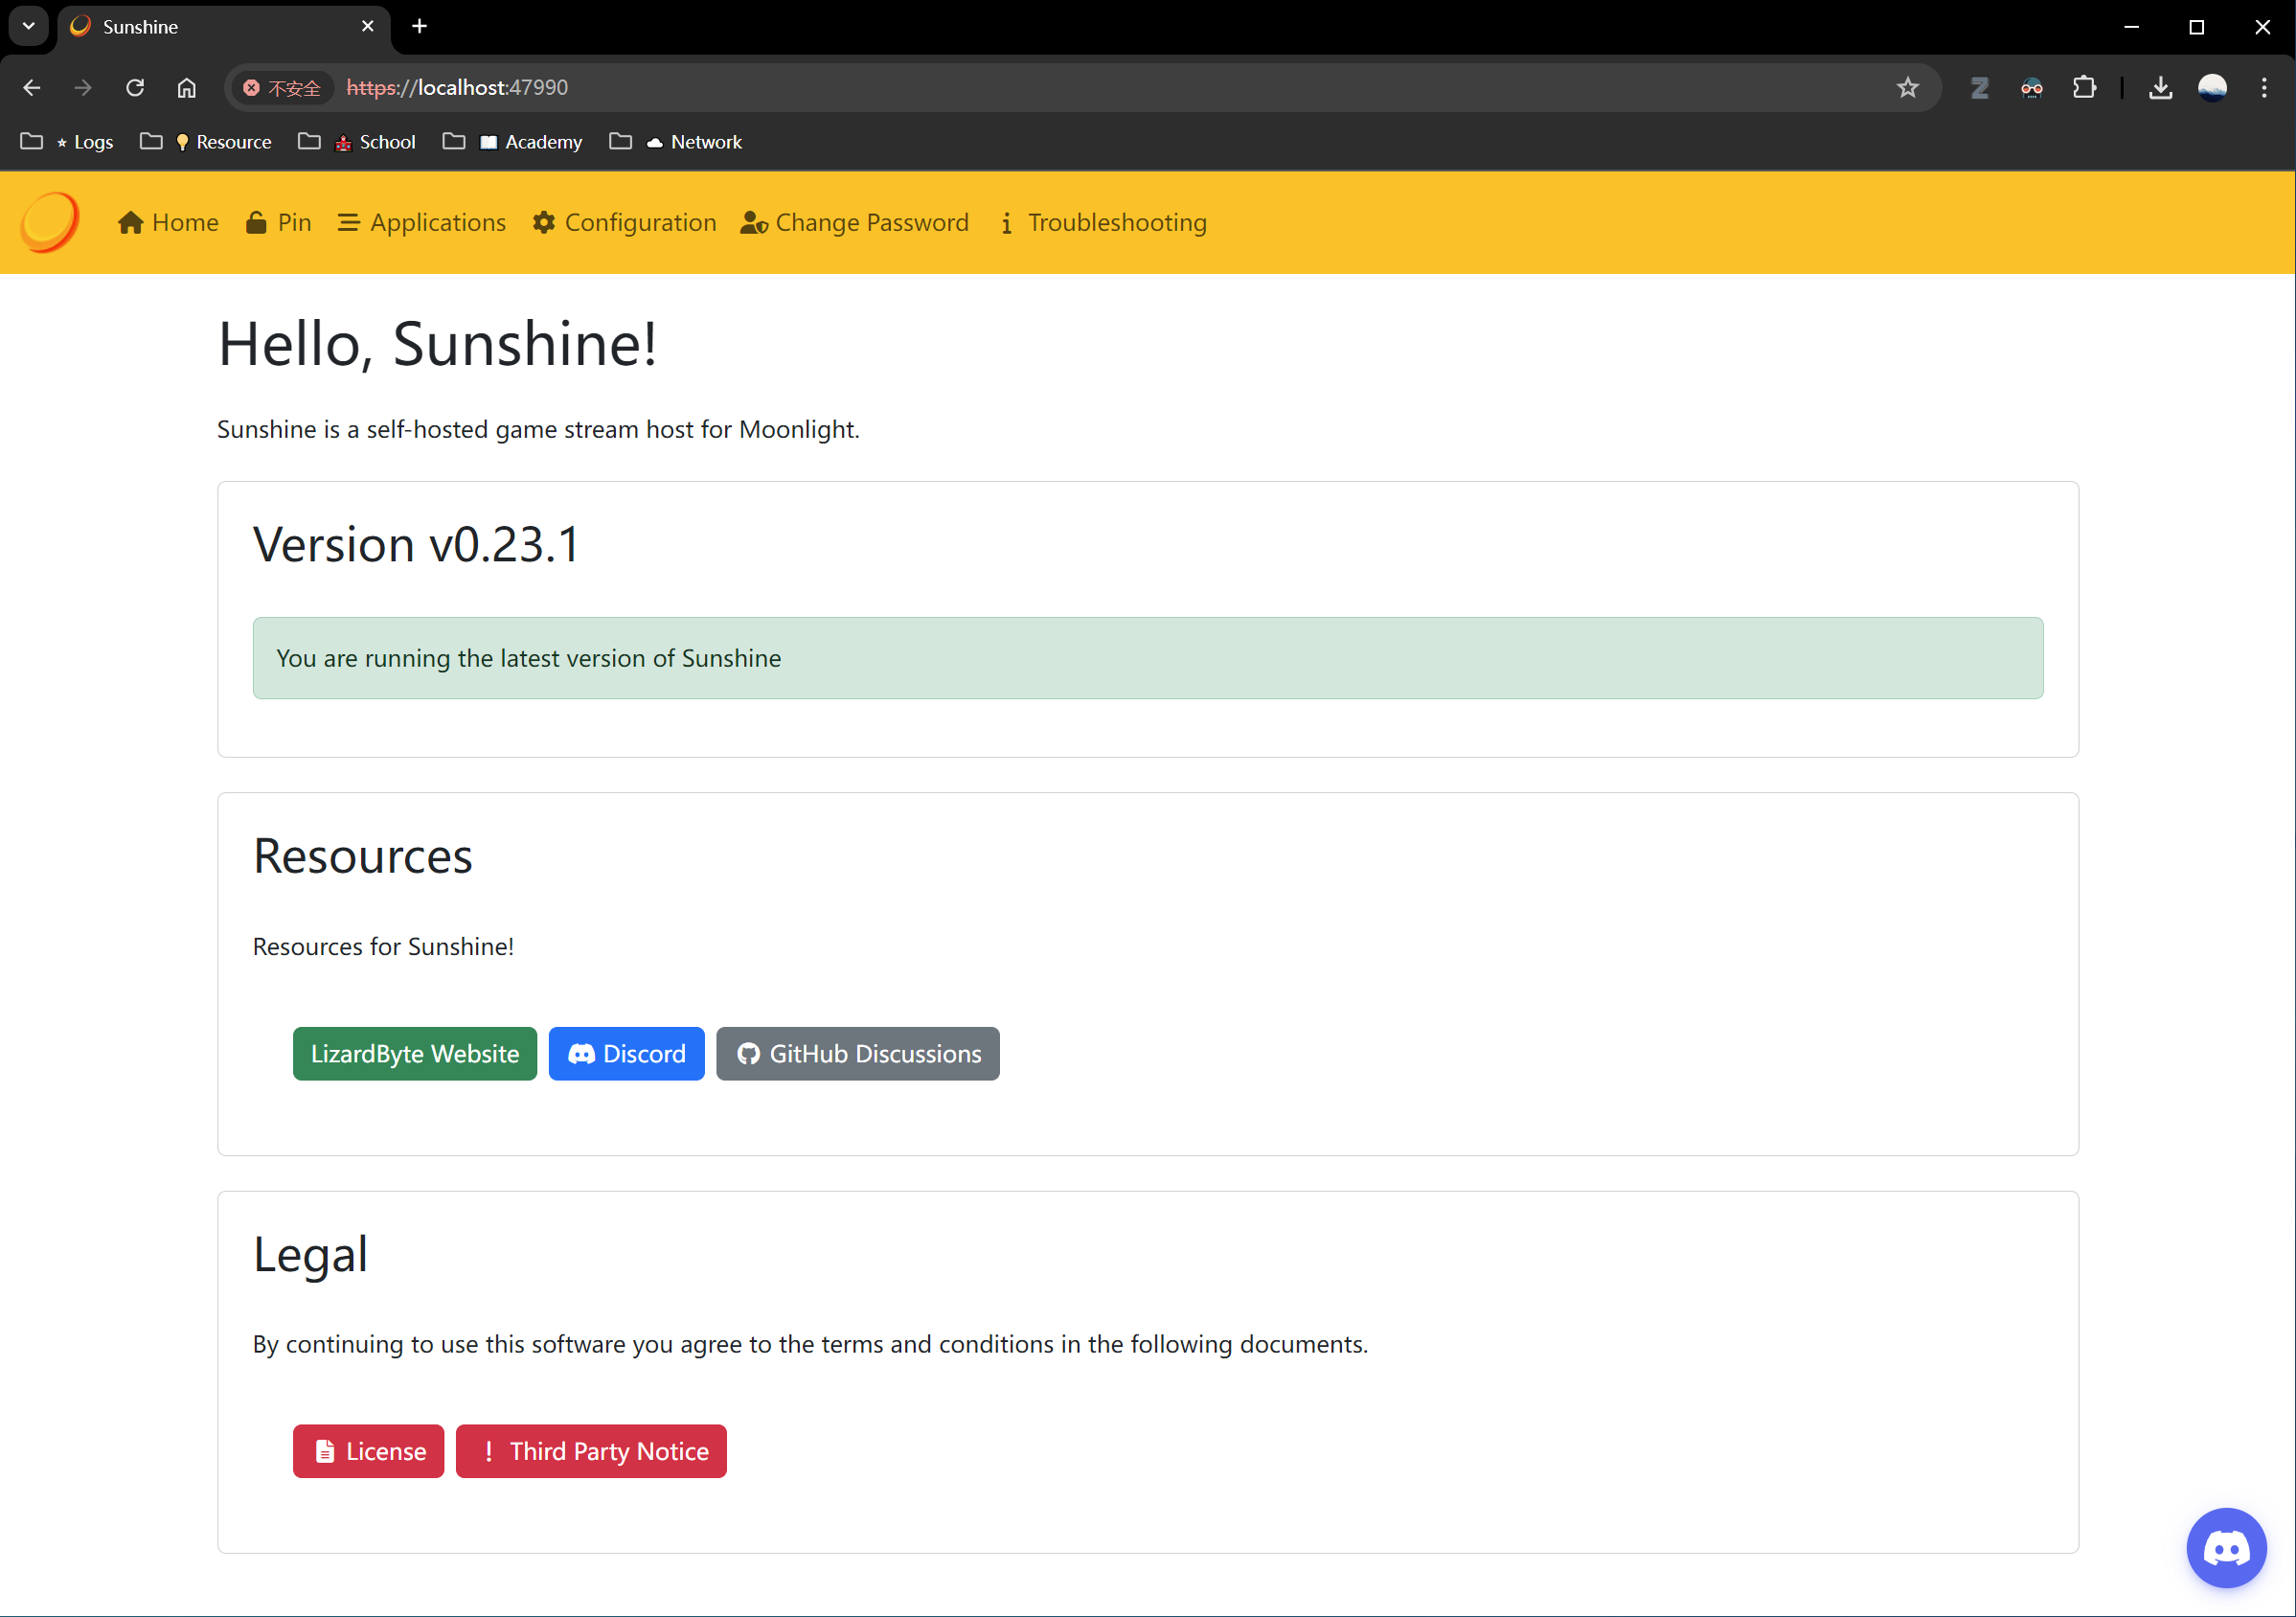 Sunshine
不安全 https://localhost:47990
Logs Resource School Academy Network
Home Pin Applications Configuration Change Password Troubleshooting
Hello, Sunshine!
Sunshine is a self-hosted game stream host for Moonlight.
Version v0.23.1
You are running the latest version of Sunshine
Resources
Resources for Sunshine!
LizardByte Website Discord GitHub Discussions
Legal
By continuing to use this software you agree to the terms and conditions in the following documents.
License ! Third Party Notice